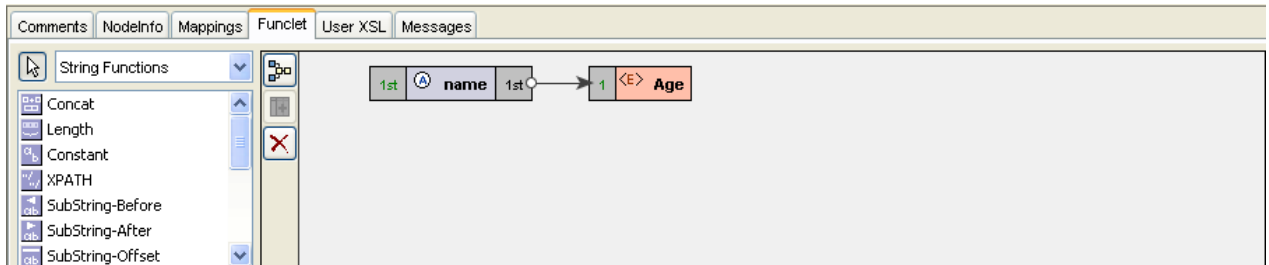 Comments NodeInfo Mappings Funclet User XSL Messages
String Functions
1st A name 1st 1 <E> Age
Concat
Length
Constant
XPATH
SubString-Before
SubString-After
SubString-Offset